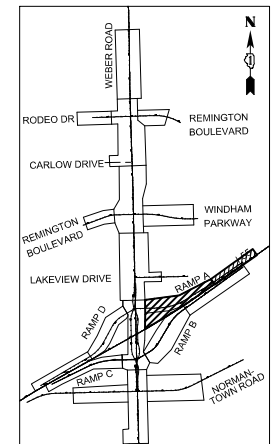 N
WEBER ROAD
RODEO DR
REMINGTON
BOULEVARD
CARLOW DRIVE
REMINGTON
BOULEVARD
WINDHAM
PARKWAY
LAKEVIEW DRIVE
RAMP A
RAMP D
RAMP B
RAMP C
NORMAN-
TOWN ROAD